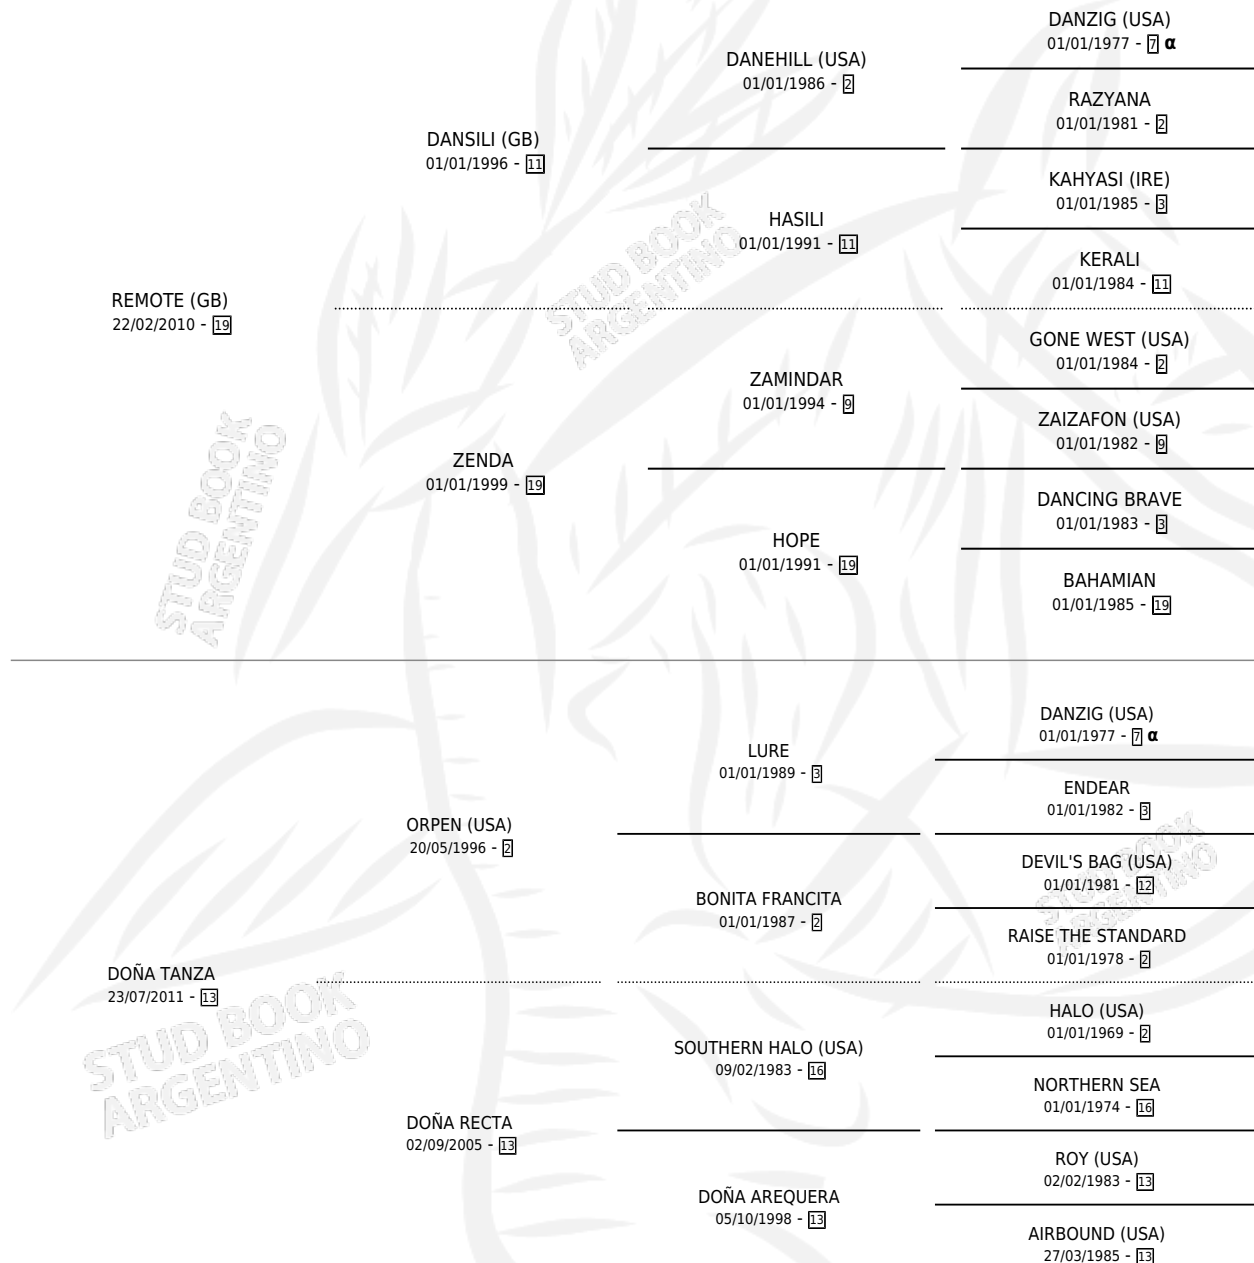 DANZIG (USA)
01/01/1977 - 7 α
DANEHILL (USA)
01/01/1986 - 2
RAZYANA
01/01/1981 - 2
DANSILI (GB)
01/01/1996 - 11
KAHYASI (IRE)
01/01/1985 - 3
HASILI
01/01/1991 - 11
KERALI
01/01/1984 - 11
REMOTE (GB)
22/02/2010 - 19
GONE WEST (USA)
01/01/1984 - 2
ZAMINDAR
01/01/1994 - 9
ZAIZAFON (USA)
01/01/1982 - 9
ZENDA
01/01/1999 - 19
DANCING BRAVE
01/01/1983 - 3
HOPE
01/01/1991 - 19
BAHAMIAN
01/01/1985 - 19
DANZIG (USA)
01/01/1977 - 7 α
LURE
01/01/1989 - 3
ENDEAR
01/01/1982 - 3
ORPEN (USA)
20/05/1996 - 2
DEVIL'S BAG (USA)
01/01/1981 - 12
BONITA FRANCITA
01/01/1987 - 2
RAISE THE STANDARD
01/01/1978 - 2
DOÑA TANZA
23/07/2011 - 13
HALO (USA)
01/01/1969 - 2
SOUTHERN HALO (USA)
09/02/1983 - 16
NORTHERN SEA
01/01/1974 - 16
DOÑA RECTA
02/09/2005 - 13
ROY (USA)
02/02/1983 - 13
DOÑA AREQUERA
05/10/1998 - 13
AIRBOUND (USA)
27/03/1985 - 13
STUD BOOK
ARGENTINO
STUD BOOK
ARGENTINO
STUD BOOK
ARGENTINO
STUD BOOK
ARGENTINO